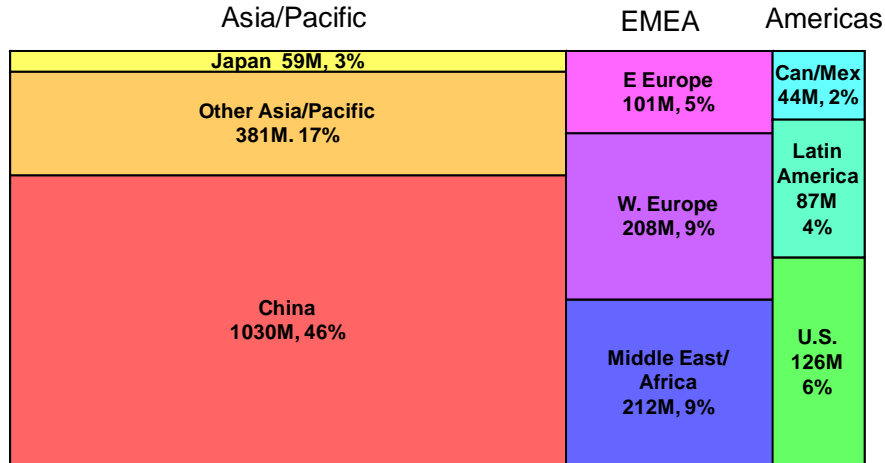 Asia/Pacific
EMEA
Americas
Japan 59M, 3%
Other Asia/Pacific
381M. 17%
China
1030M, 46%
E Europe
101M, 5%
W. Europe
208M, 9%
Middle East/
Africa
212M, 9%
Can/Mex
44M, 2%
Latin
America
87M
4%
U.S.
126M
6%